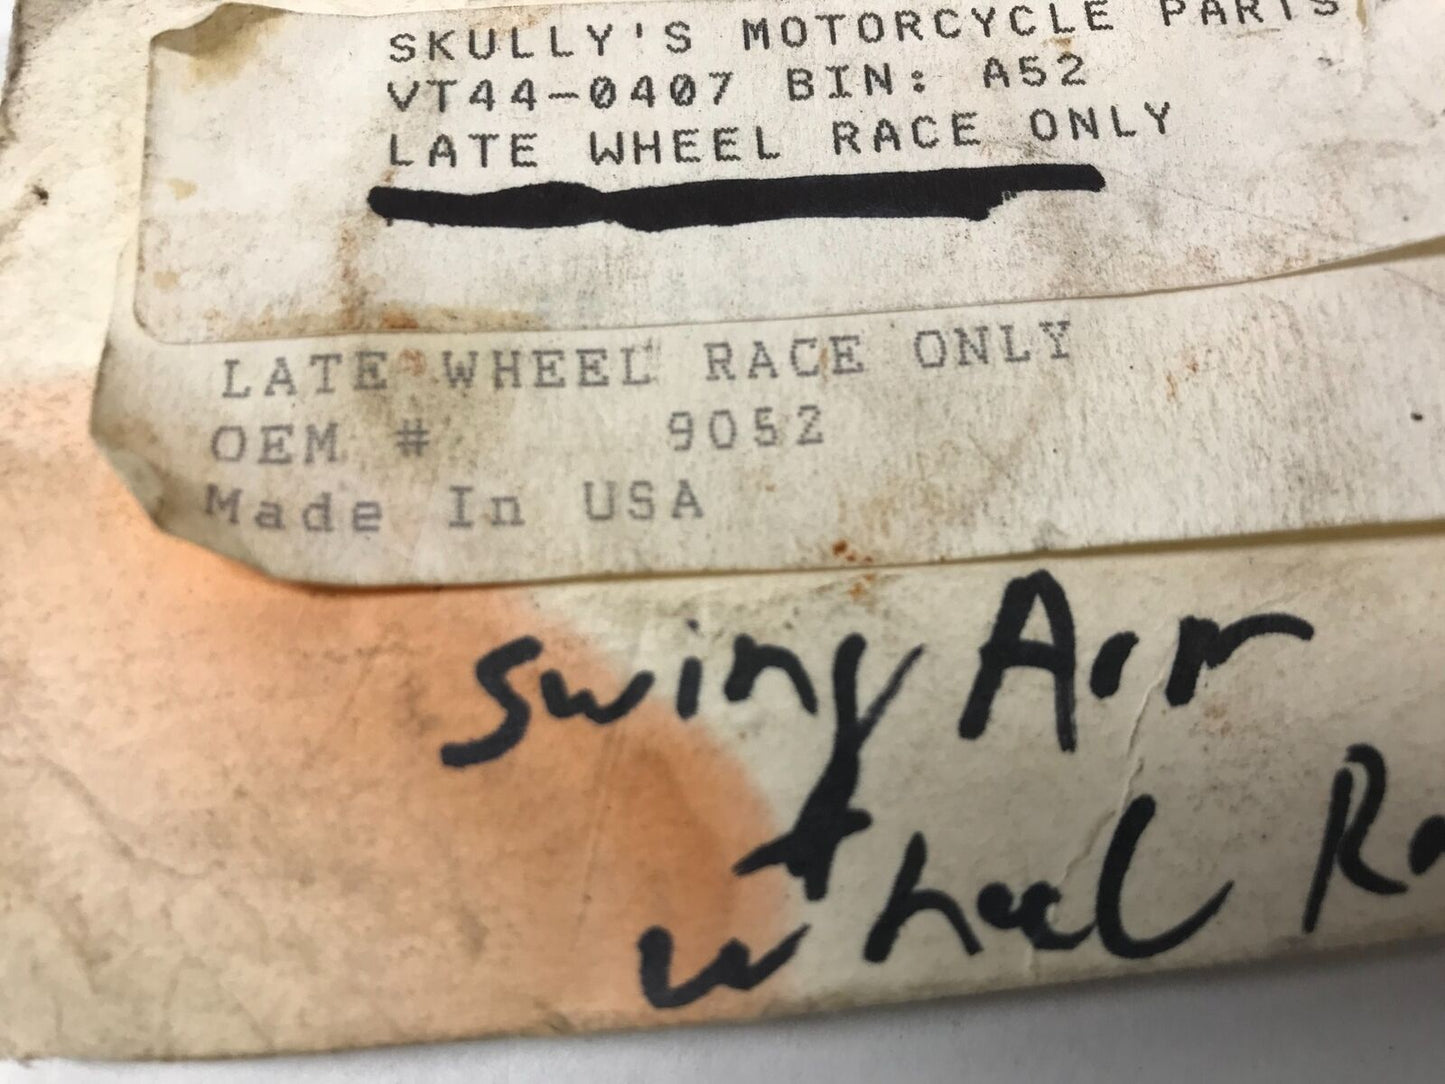 SKULLY'S MOTORCYCLE PARTS
VT44-0407 BIN: A52
LATE WHEEL RACE ONLY
LATE WHEEL RACE ONLY
OEM # 9052
Made In USA
Swing Arm
+
Wheel